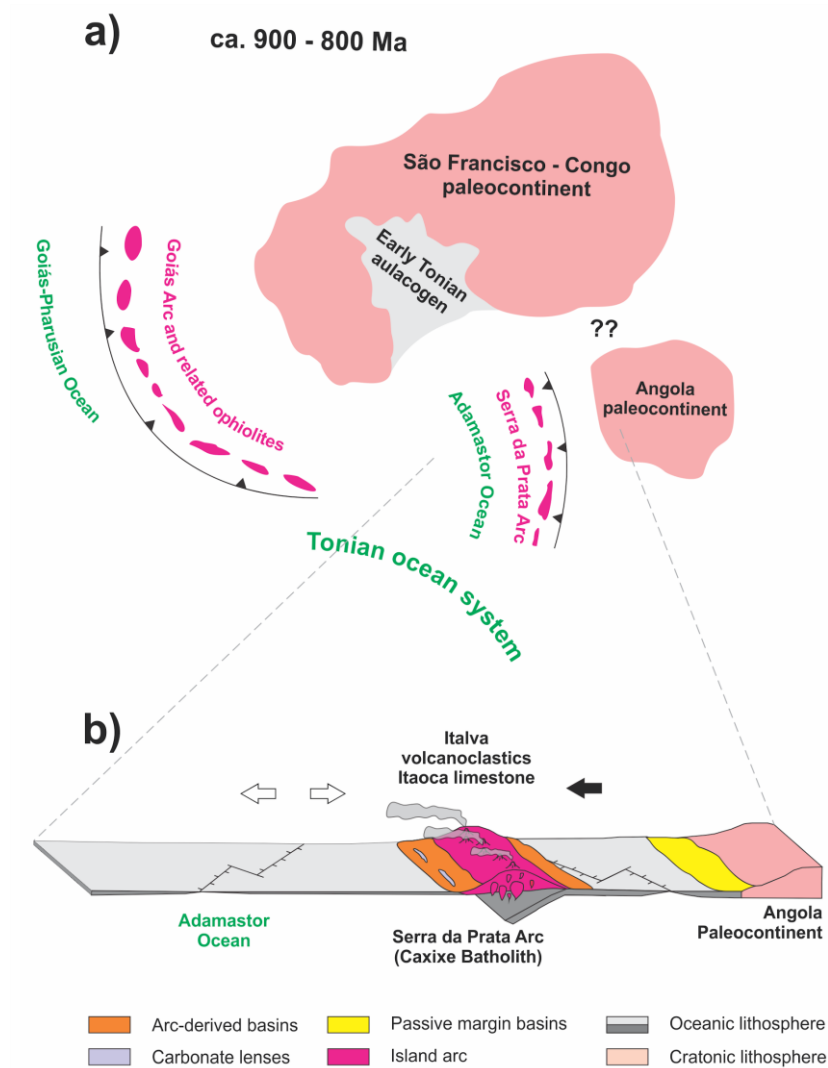 a)
ca. 900 - 800 Ma
São Francisco - Congo
paleocontinent
Early Tonian
aulacogen
??
Angola
paleocontinent
Goiás-Pharusian Ocean
Goiás Arc and related ophiolites
Adamastor Ocean
Serra da Prata Arc
Tonian ocean system
b)
Italva
volcanoclastics
Itaoca limestone
Adamastor
Ocean
Serra da Prata Arc
(Caxixe Batholith)
Angola
Paleocontinent
Arc-derived basins
Passive margin basins
Oceanic lithosphere
Carbonate lenses
Island arc
Cratonic lithosphere